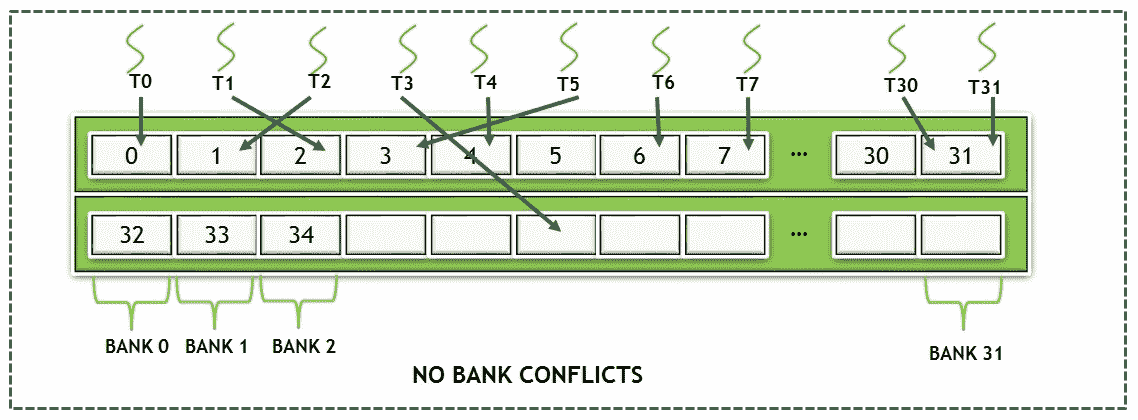 T0 T1 T2 T3 T4 T5 T6 T7 T30 T31
0 1 2 3 4 5 6 7 ... 30 31
32 33 34 ...
BANK 0 BANK 1 BANK 2 BANK 31
NO BANK CONFLICTS